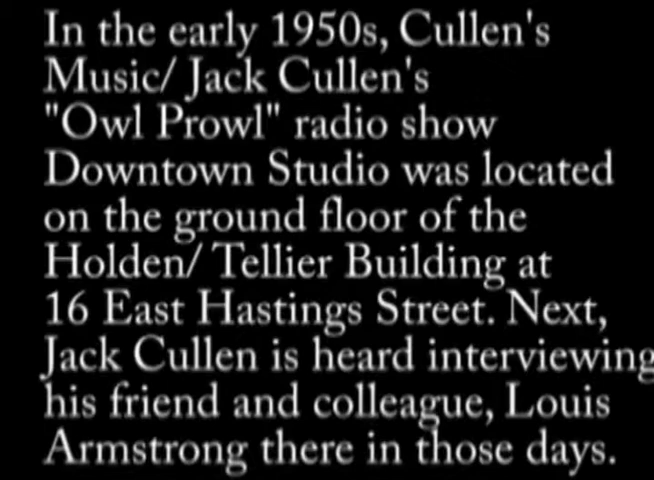 In the early 1950s, Cullen's
Music/ Jack Cullen's
"Owl Prowl" radio show
Downtown Studio was located
on the ground floor of the
Holden/ Tellier Building at
16 East Hastings Street. Next,
Jack Cullen is heard interviewing
his friend and colleague, Louis
Armstrong there in those days.